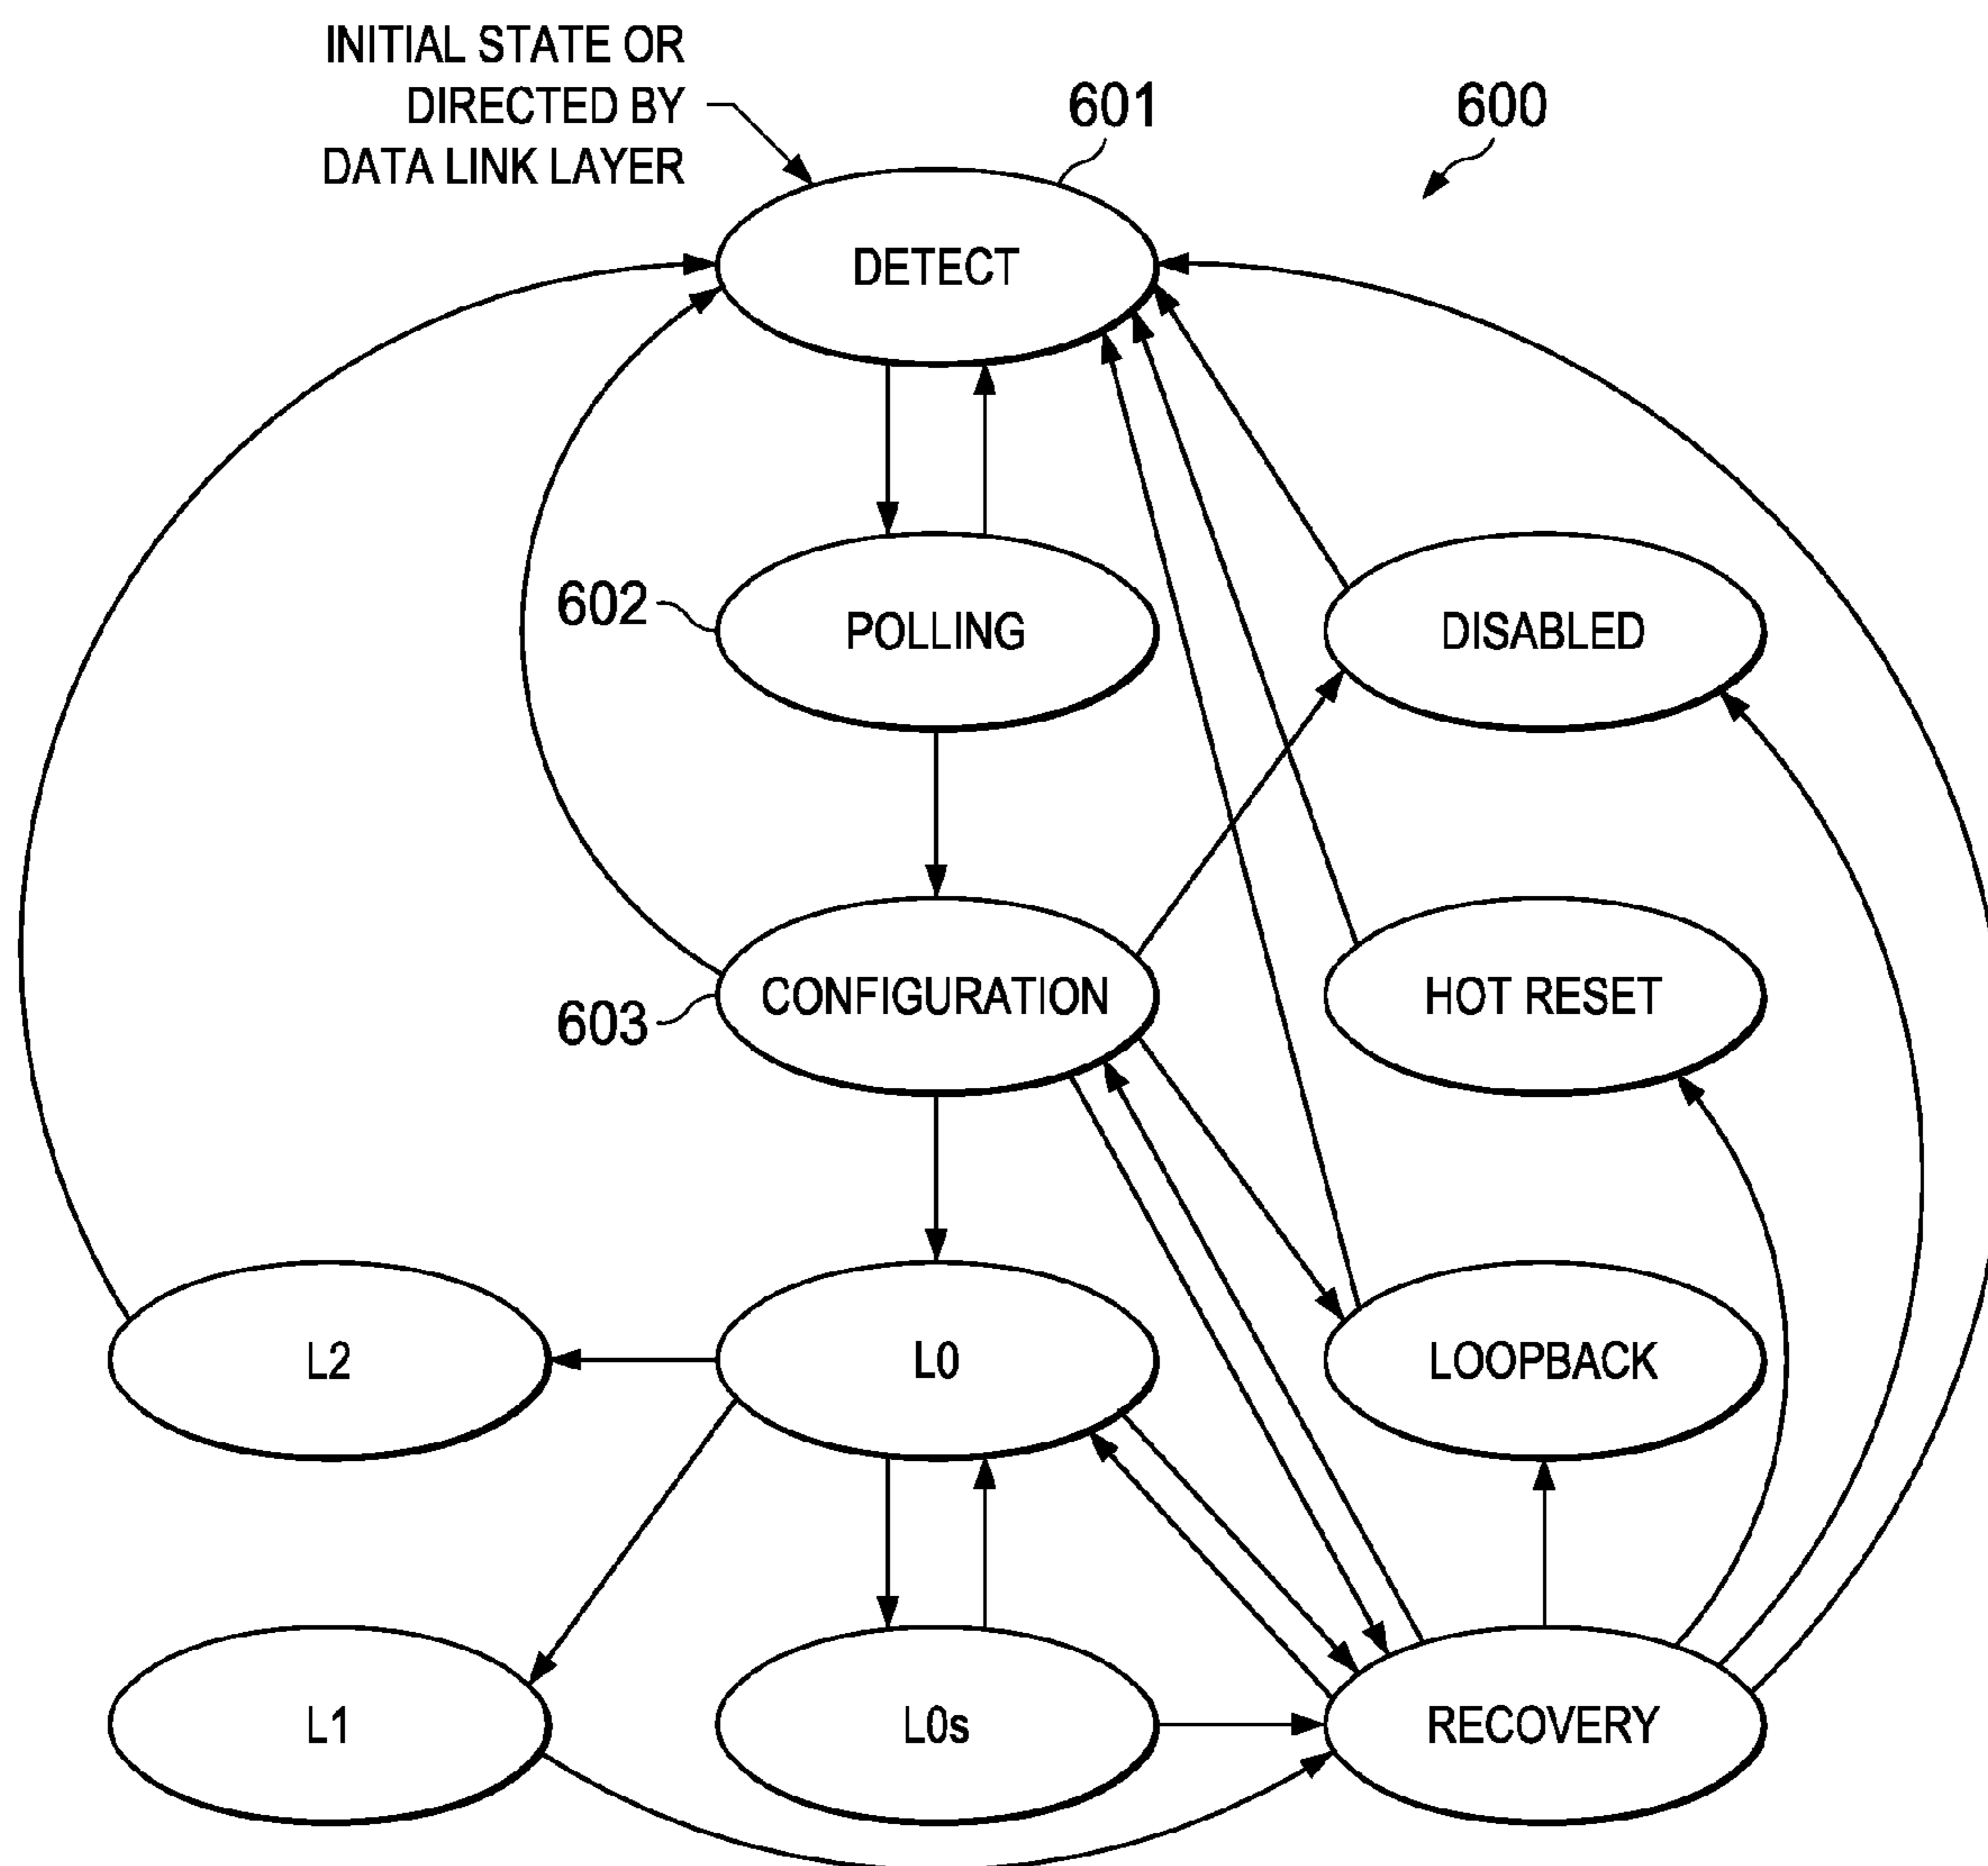 INITIAL STATE OR
DIRECTED BY
DATA LINK LAYER
601
600
DETECT
602
POLLING
DISABLED
603
CONFIGURATION
HOT RESET
L2
L0
LOOPBACK
L1
L0s
RECOVERY